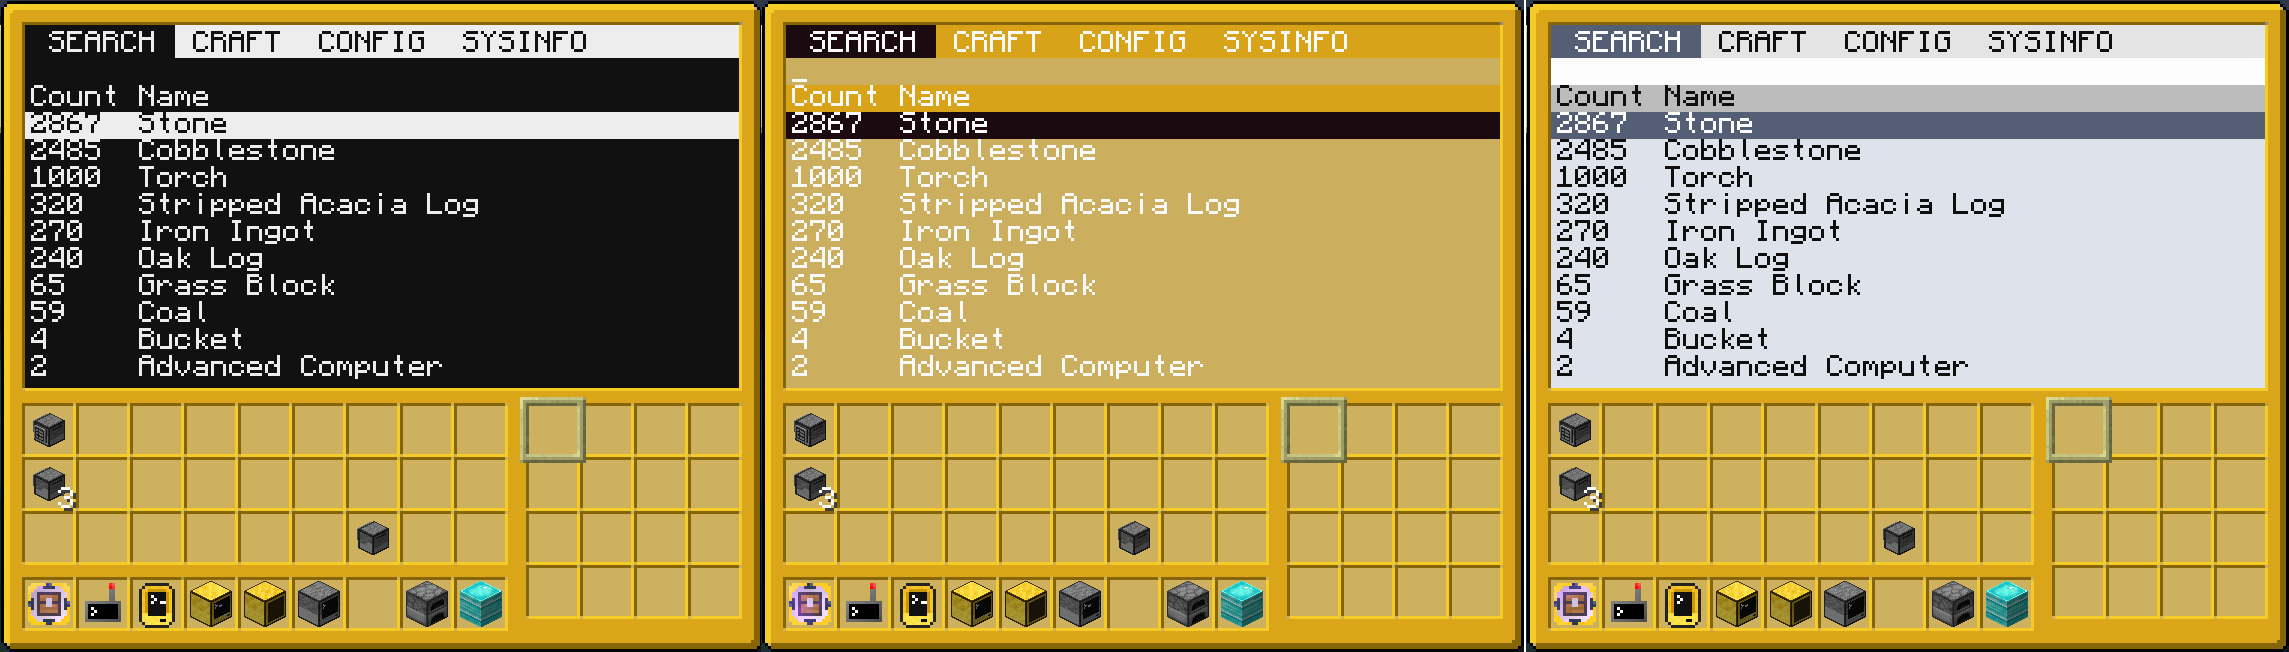 SEARCH CRAFT CONFIG SYSINFO
Count Name
2867 Stone
2485 Cobblestone
1000 Torch
320 Stripped Acacia Log
270 Iron Ingot
240 Oak Log
65 Grass Block
59 Coal
4 Bucket
2 Advanced Computer
3
SEARCH CRAFT CONFIG SYSINFO
Count Name
2867 Stone
2485 Cobblestone
1000 Torch
320 Stripped Acacia Log
270 Iron Ingot
240 Oak Log
65 Grass Block
59 Coal
4 Bucket
2 Advanced Computer
3
SEARCH CRAFT CONFIG SYSINFO
Count Name
2867 Stone
2485 Cobblestone
1000 Torch
320 Stripped Acacia Log
270 Iron Ingot
240 Oak Log
65 Grass Block
59 Coal
4 Bucket
2 Advanced Computer
3